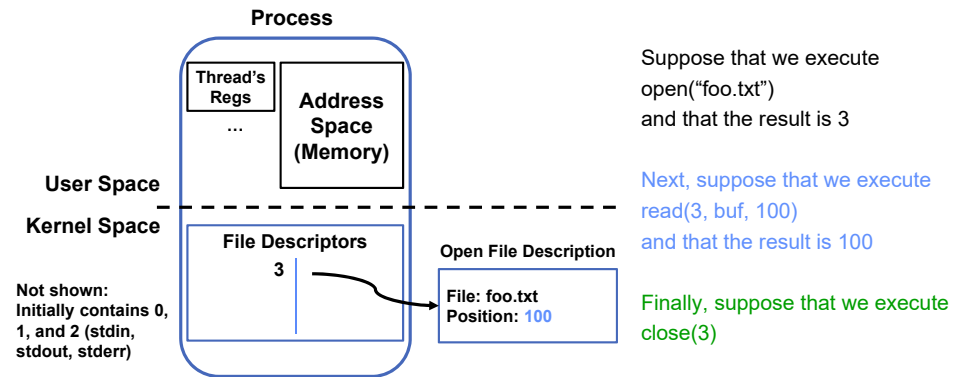 Process
Thread's
Regs
...
Address
Space
(Memory)
User Space
Kernel Space
File Descriptors
3
Not shown:
Initially contains 0,
1, and 2 (stdin,
stdout, stderr)
Open File Description
File: foo.txt
Position: 100
Suppose that we execute
open(“foo.txt”)
and that the result is 3
Next, suppose that we execute
read(3, buf, 100)
and that the result is 100
Finally, suppose that we execute
close(3)